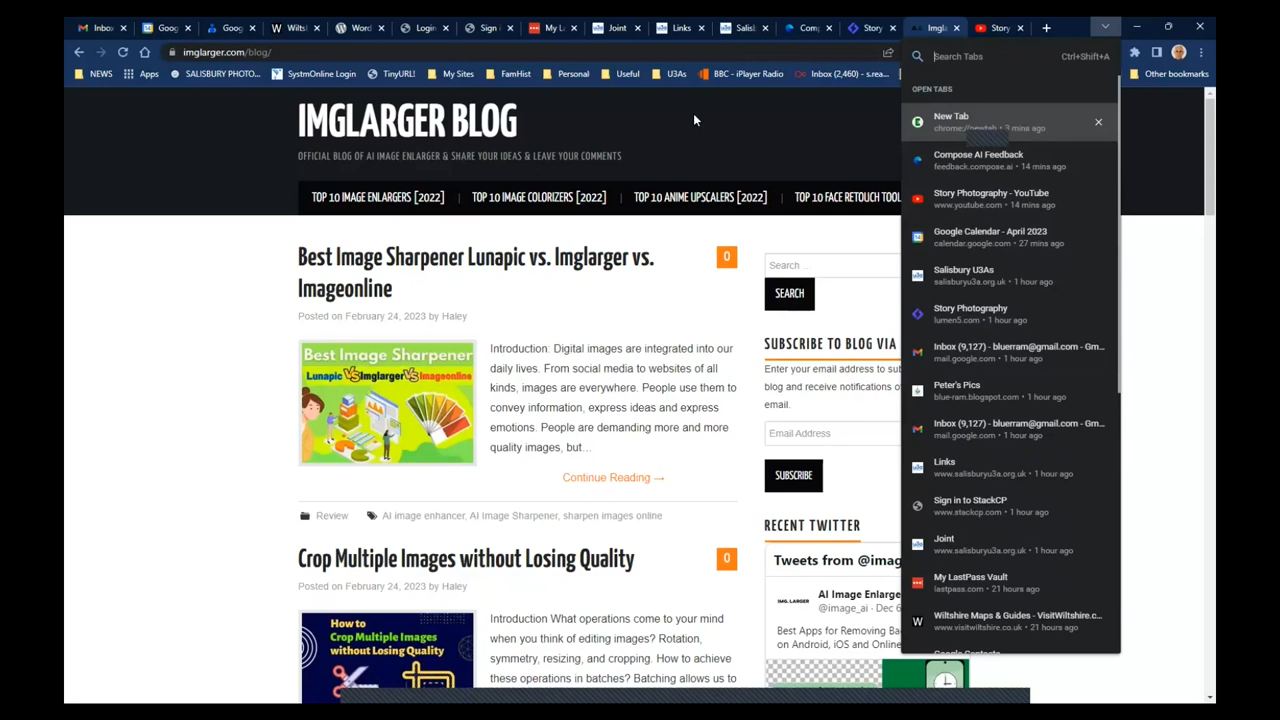 Inbox
Goog
Goog
Wilts
Word
Login
Sign i
My L
Joint
Links
Salis
Comp
Story
Imgla
Story
imglarger.com/blog/
NEWS
Apps
SALISBURY PHOTO...
SystmOnline Login
TinyURL!
My Sites
FamHist
Personal
Useful
U3As
BBC - iPlayer Radio
Inbox (2,460) - s.rea...
Other bookmarks
Search Tabs
Ctrl+Shift+A
OPEN TABS
New Tab
chrome://newtab • 3 mins ago
Compose AI Feedback
feedback.compose.ai • 14 mins ago
Story Photography - YouTube
www.youtube.com • 14 mins ago
Google Calendar - April 2023
calendar.google.com • 27 mins ago
Salisbury U3As
salisburyu3a.org.uk • 1 hour ago
Story Photography
lumen5.com • 1 hour ago
Inbox (9,127) - bluerram@gmail.com - Gm...
mail.google.com • 1 hour ago
Peter's Pics
blue-ram.blogspot.com • 1 hour ago
Inbox (9,127) - bluerram@gmail.com - Gm...
mail.google.com • 1 hour ago
Links
www.salisburyu3a.org.uk • 1 hour ago
Sign in to StackCP
www.stackcp.com • 1 hour ago
Joint
www.salisburyu3a.org.uk • 1 hour ago
My LastPass Vault
lastpass.com • 21 hours ago
Wiltshire Maps & Guides - VisitWiltshire.c...
www.visitwiltshire.co.uk • 21 hours ago
Google Contacts
IMGLARGER BLOG
OFFICIAL BLOG OF AI IMAGE ENLARGER & SHARE YOUR IDEAS & LEAVE YOUR COMMENTS
TOP 10 IMAGE ENLARGERS [2022]
TOP 10 IMAGE COLORIZERS [2022]
TOP 10 ANIME UPSCALERS [2022]
TOP 10 FACE RETOUCH TOOL
Best Image Sharpener Lunapic vs. Imglarger vs.
Imageonline
0
Posted on February 24, 2023 by Haley
Best Image Sharpener
Lunapic VS Imglarger VS Imageonline
Introduction: Digital images are integrated into our
daily lives. From social media to websites of all
kinds, images are everywhere. People use them to
convey information, express ideas and express
emotions. People are demanding more and more
quality images, but...
Continue Reading →
Review
AI image enhancer, AI Image Sharpener, sharpen images online
Crop Multiple Images without Losing Quality
0
Posted on February 24, 2023 by Haley
How to
Crop Multiple Images
without Losing Quality
Introduction What operations come to your mind
when you think of editing images? Rotation,
symmetry, resizing, and cropping. How to achieve
these operations in batches? Batching allows us to
Search …
SEARCH
SUBSCRIBE TO BLOG VIA
Enter your email address to sub
blog and receive notifications o
email.
Email Address
SUBSCRIBE
RECENT TWITTER
Tweets from @imag
IMG.LARGER
AI Image Enlarge
@image_ai · Dec 6
Best Apps for Removing Ba
on Android, iOS and Online